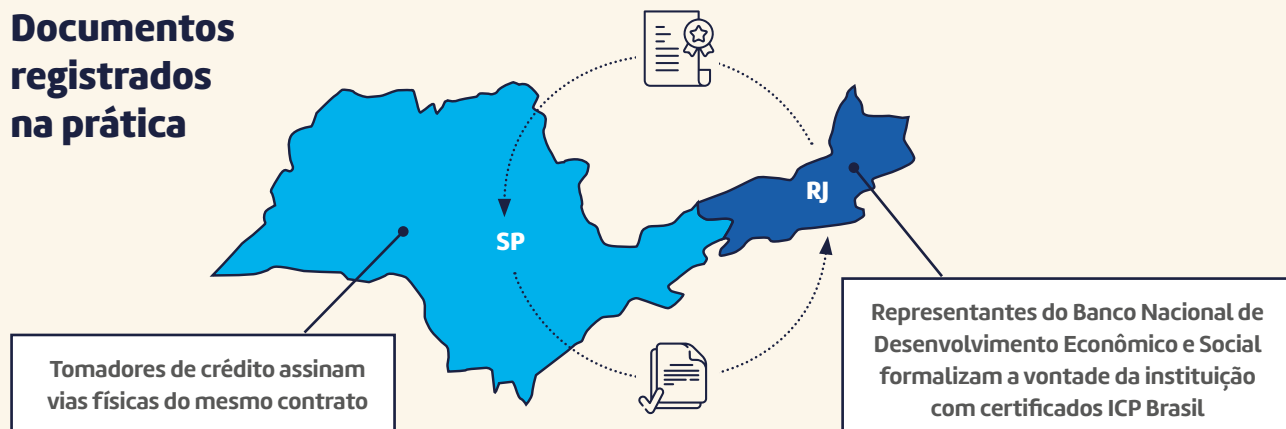 Documentos
registrados
na prática
RJ
SP
Tomadores de crédito assinam
vias físicas do mesmo contrato
Representantes do Banco Nacional de
Desenvolvimento Econômico e Social
formalizam a vontade da instituição
com certificados ICP Brasil